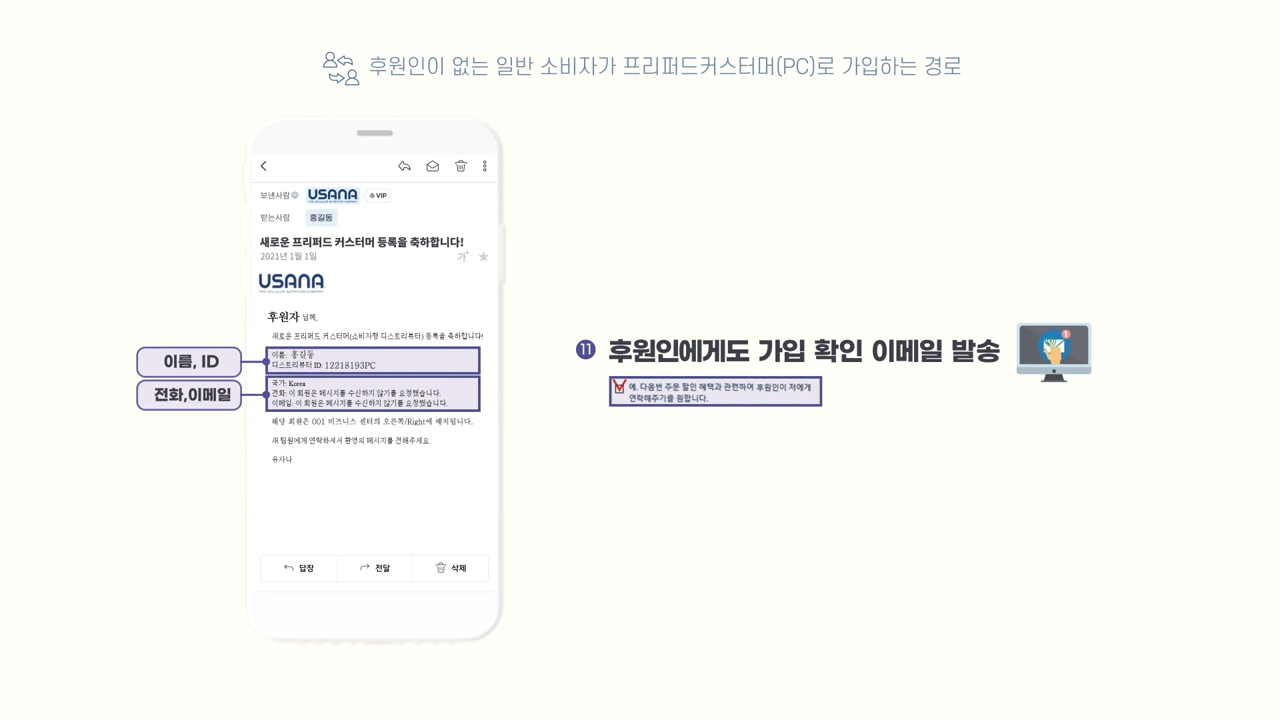 후원인이 없는 일반 소비자가 프리퍼드커스터머(PC)로 가입하는 경로
보낸사람 USANA VIP
받는사람 홍길동
새로운 프리퍼드 커스터머 등록을 축하합니다!
2021년 1월 1일 가
USANA
THE CELLULAR NUTRITION COMPANY
후원자 님께,
새로운 프리퍼드 커스터머(소비자형 디스트리뷰터) 등록을 축하합니다!
이름, ID
이름: 홍길동
디스트리뷰터 ID: 12218193PC
전화,이메일
국가: Korea
전화: 이 회원은 메시지를 수신하지 않기를 요청했습니다.
이메일: 이 회원은 메시지를 수신하지 않기를 요청했습니다.
해당 회원은 001 비즈니스 센터의 오른쪽/Right에 배치됩니다.
새 팀원에게 연락하셔서 환영의 메시지를 전해주세요.
유사나
답장 전달 삭제
11 후원인에게도 가입 확인 이메일 발송
1
예, 다음번 주문 할인 혜택과 관련하여 후원인이 저에게
연락해주기를 원합니다.